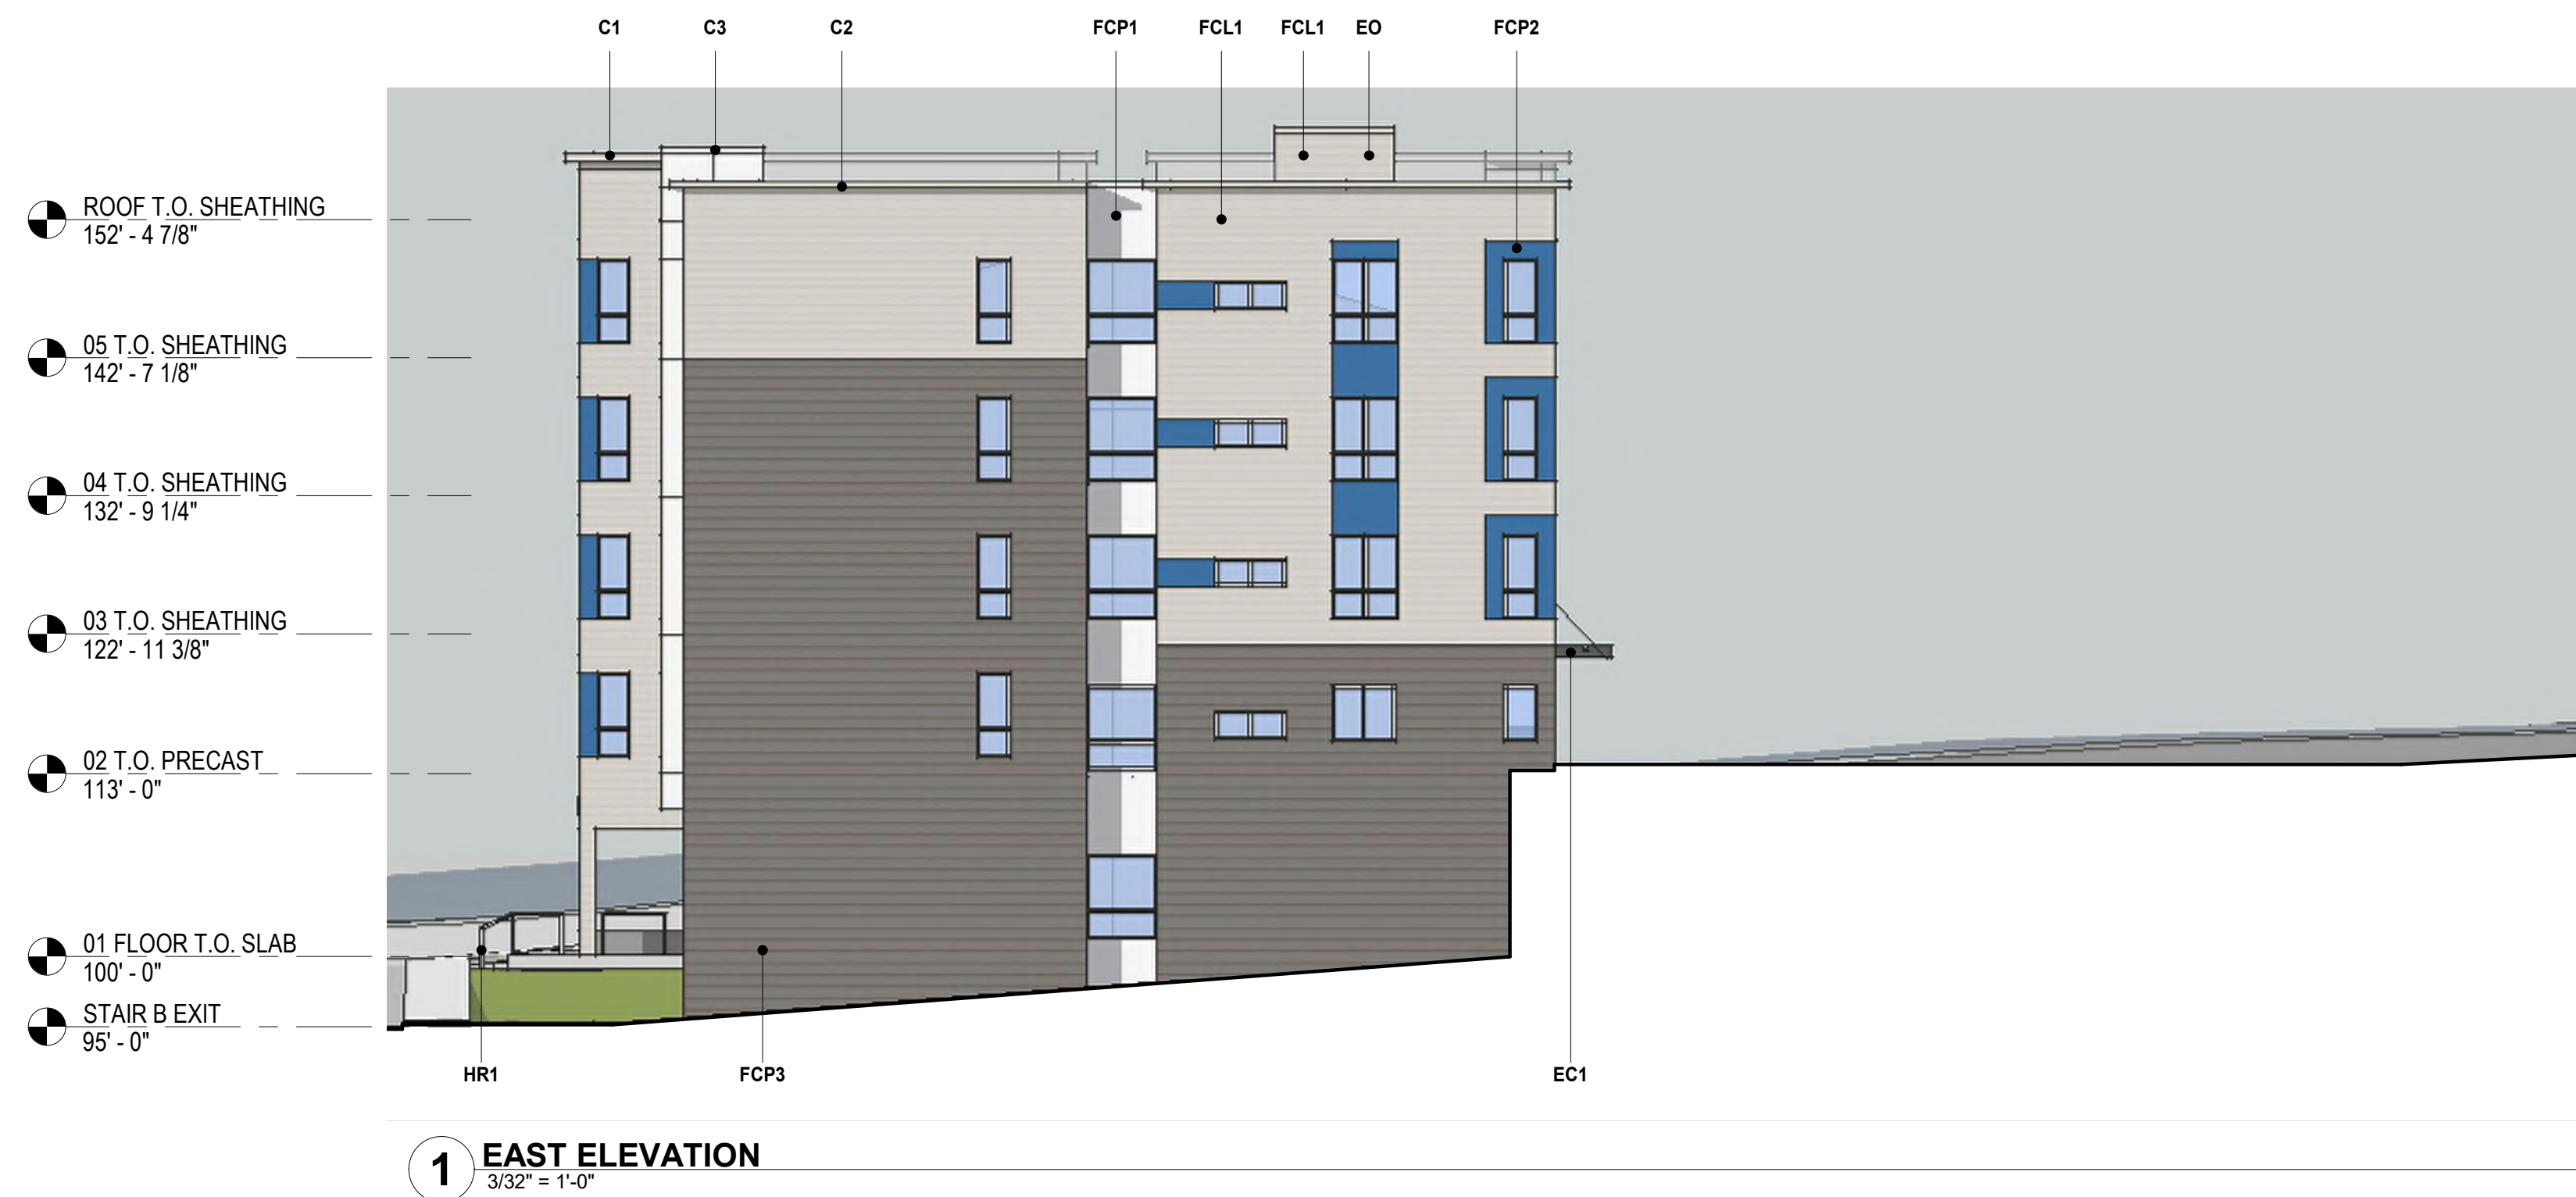 C1 C3 C2 FCP1 FCL1 FCL1 EO FCP2
ROOF T.O. SHEATHING
152' - 4 7/8"
05 T.O. SHEATHING
142' - 7 1/8"
04 T.O. SHEATHING
132' - 9 1/4"
03 T.O. SHEATHING
122' - 11 3/8"
02 T.O. PRECAST
113' - 0"
01 FLOOR T.O. SLAB
100' - 0"
STAIR B EXIT
95' - 0"
HR1 FCP3 EC1
1 EAST ELEVATION
3/32" = 1'-0"